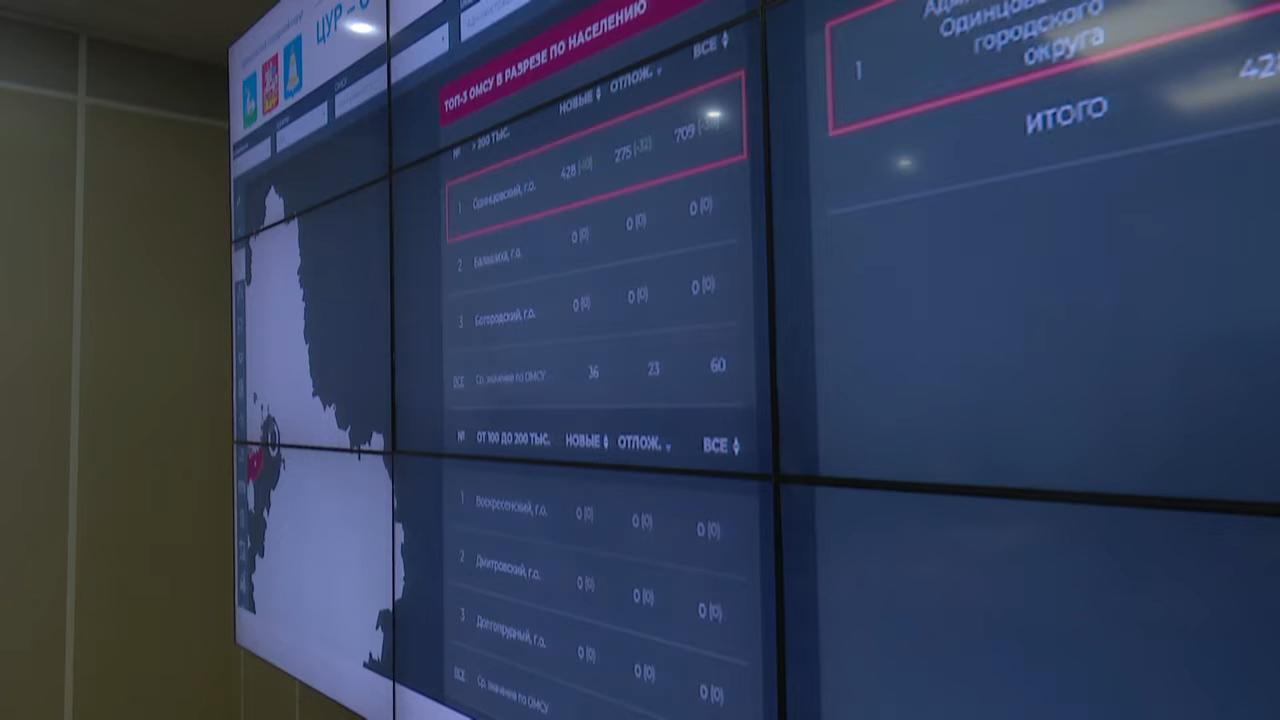 ЦУР –
ТОП-3 ОМСУ В РАЗРЕЗЕ ПО НАСЕЛЕНИЮ
№ > 200 ТЫС. НОВЫЕ ОТЛОЖ. ВСЕ
1 Одинцовский, г.о. 428 275 (-32) 709
2 Балашиха, г.о. 0 (0) 0 (0) 0 (0)
3 Богородский, г.о. 0 (0) 0 (0) 0 (0)
ВСЕ Ср. значение по ОМСУ 36 23 60
№ ОТ 100 ДО 200 ТЫС. НОВЫЕ ОТЛОЖ. ВСЕ
1 Воскресенский, г.о. 0 (0) 0 (0) 0 (0)
2 Дмитровский, г.о. 0 (0) 0 (0) 0 (0)
3 Долгопрудный, г.о. 0 (0) 0 (0) 0 (0)
ВСЕ Ср. значение по ОМСУ
городского
1 округа
ИТОГО